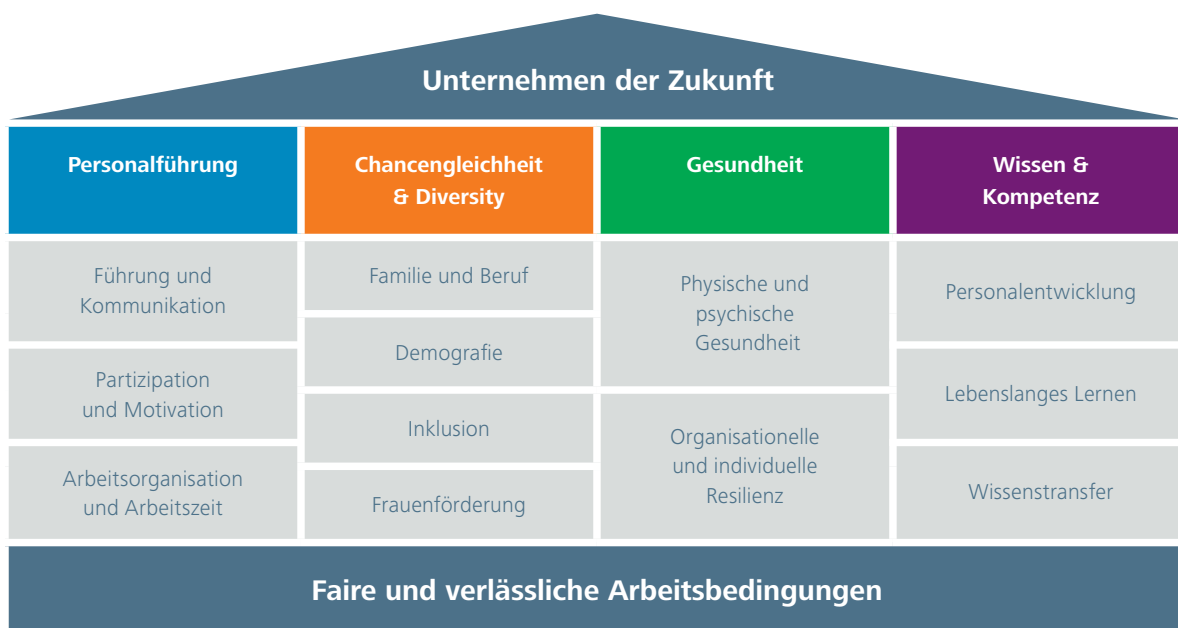 Unternehmen der Zukunft
Personalführung
Chancengleichheit
& Diversity
Gesundheit
Wissen &
Kompetenz
Führung und
Kommunikation
Partizipation
und Motivation
Arbeitsorganisation
und Arbeitszeit
Familie und Beruf
Demografie
Inklusion
Frauenförderung
Physische und
psychische
Gesundheit
Organisationelle
und individuelle
Resilienz
Personalentwicklung
Lebenslanges Lernen
Wissenstransfer
Faire und verlässliche Arbeitsbedingungen